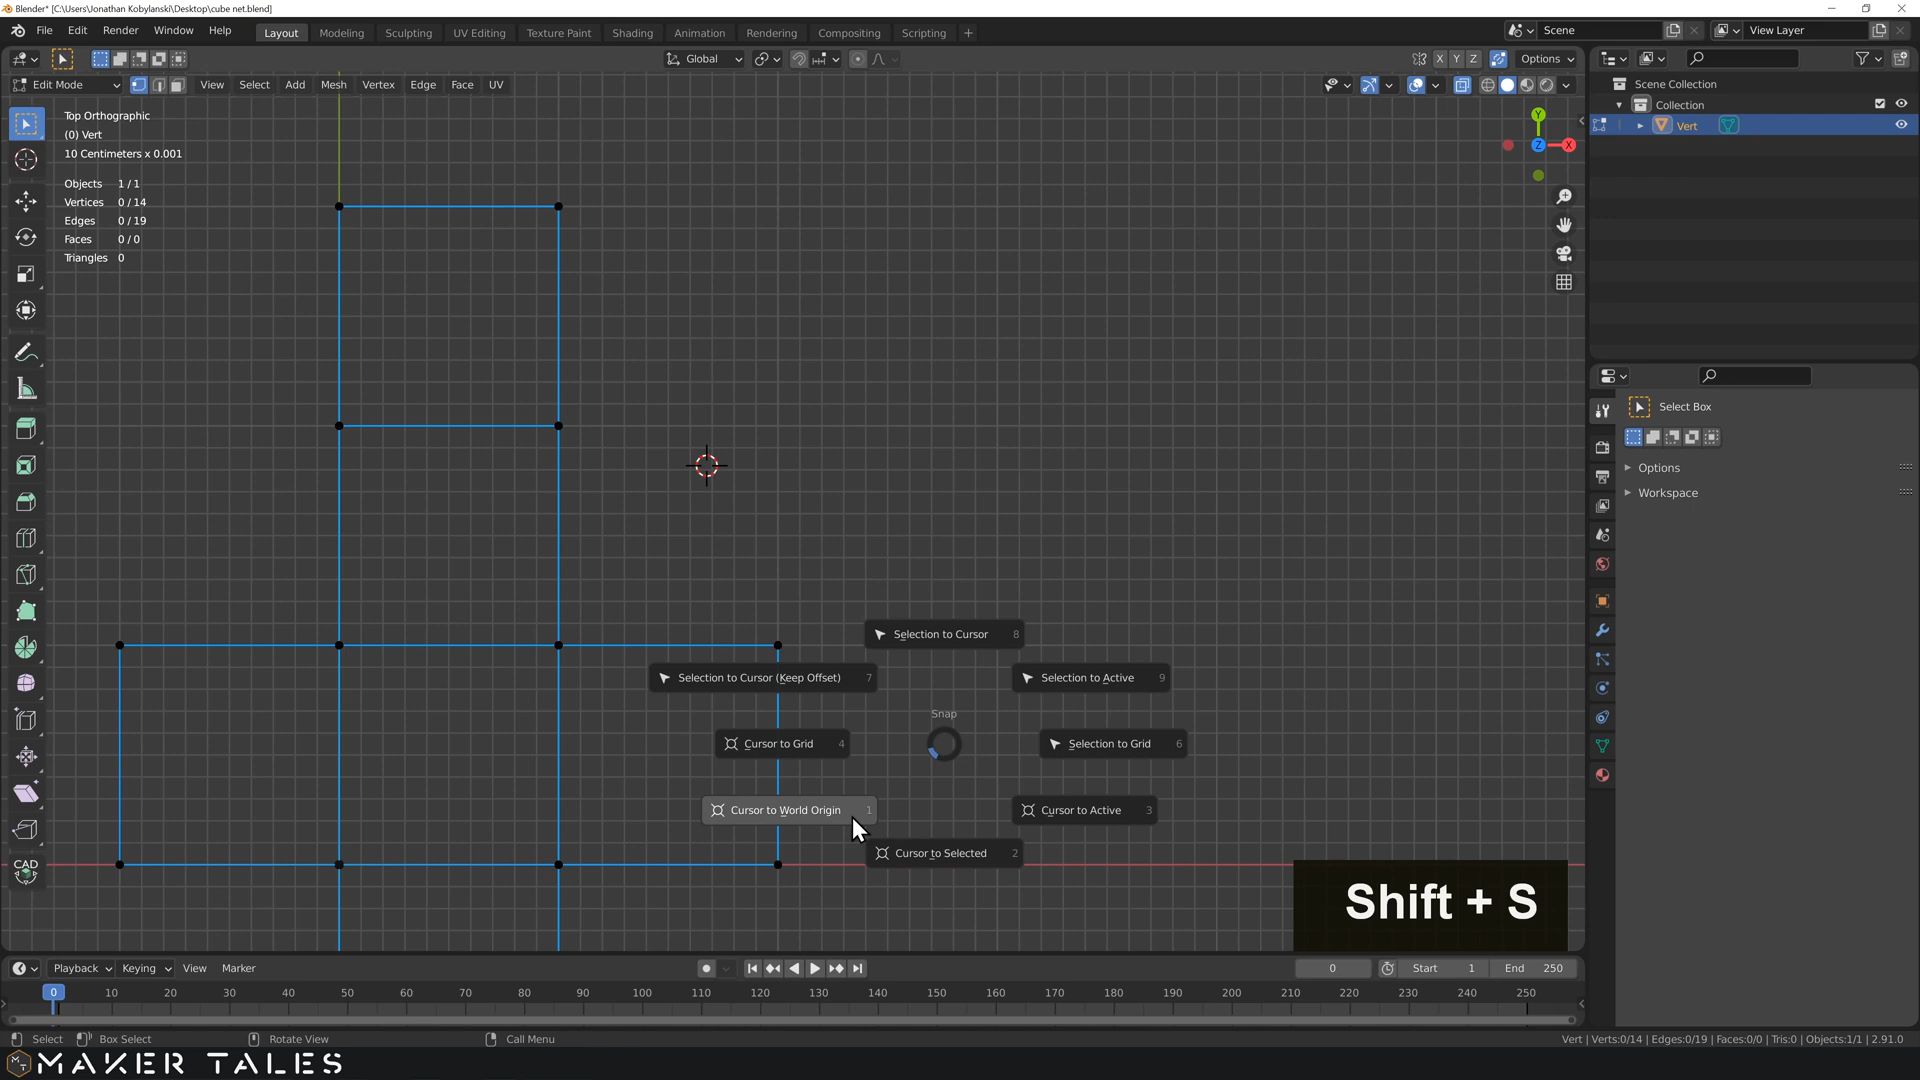 Blender* [C:\Users\Jonathan Kobylanski\Desktop\cube net.blend]
File Edit Render Window Help Layout Modeling Sculpting UV Editing Texture Paint Shading Animation Rendering Compositing Scripting + Scene View Layer
Global X Y Z Options
Edit Mode View Select Add Mesh Vertex Edge Face UV
Scene Collection
Collection
Vert
Top Orthographic
(0) Vert
10 Centimeters x 0.001
Objects 1/1
Vertices 0/14
Edges 0/19
Faces 0/0
Triangles 0
Y
Z
X
Select Box
Options
Workspace
Selection to Cursor 8
Selection to Cursor (Keep Offset) 7
Selection to Active 9
Snap
Cursor to Grid 4
Selection to Grid 6
Cursor to World Origin 1
Cursor to Active 3
Cursor to Selected 2
CAD
Shift + S
Playback Keying View Marker 0 Start 1 End 250
0 10 20 30 40 50 60 70 80 90 100 110 120 130 140 150 160 170 180 190 200 210 220 230 240 250
Select Box Select Rotate View Call Menu Vert | Verts:0/14 | Edges:0/19 | Faces:0/0 | Tris:0 | Objects:1/1 | 2.91.0
MAKER TALES